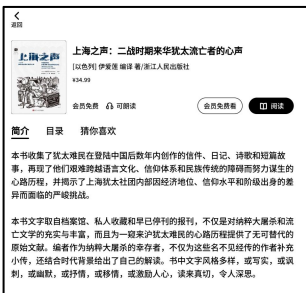 返回
上海之声
上海之声：二战时期来华犹太流亡者的心声
[以色列] 伊爱莲 编译 著/浙江人民出版社
¥34.99
会员免费 可朗读
会员免费看
阅读
简介 目录 猜你喜欢
本书收集了犹太难民在登陆中国后数年内创作的信件、日记、诗歌和短篇故
事，再现了他们艰难跨越语言文化、信仰体系和民族传统的障碍而努力谋生的
心路历程，并揭示了上海犹太社团内部因经济地位、信仰水平和阶级出身的差
异而面临的严峻挑战。
本书文字取自档案馆、私人收藏和早已停刊的报刊，不仅是对纳粹大屠杀和流
亡文学的充实与丰富，而且为一窥来沪犹太难民的心路历程提供了无可替代的
原始文献。编者作为纳粹大屠杀的幸存者，不仅为这些名不见经传的作者补充
小传，还结合时代背景给出了自己的解读。书中文字风格多样，或写实，或讽
刺，或幽默，或抒情，或移情，或激励人心，读来真切，令人深思。